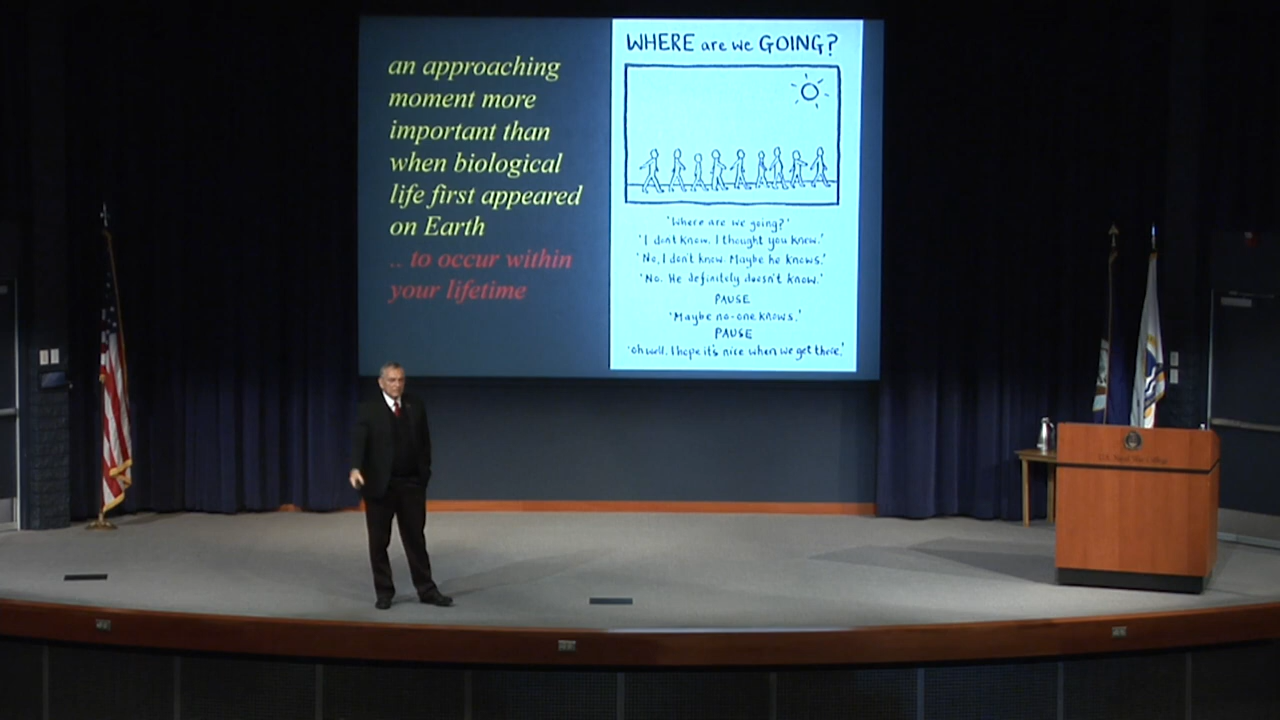 an approaching
moment more
important than
when biological
life first appeared
on Earth
.. to occur within
your lifetime
WHERE are we GOING?
'Where are we going?'
'I don't know. I thought you knew.'
'No, I don't know. Maybe he knows.'
'No. He definitely doesn't know.'
PAUSE
'Maybe no-one knows.'
PAUSE
'Oh well. I hope it's nice when we get there.'
U.S. Naval War College